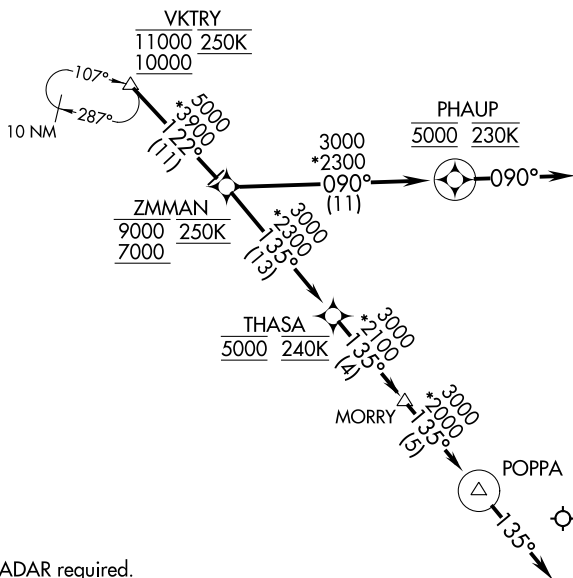 VKTRY
11000 250K
10000
107°
287°
10 NM
5000
*3900
122°
(11)
PHAUP
5000 230K
3000
*2300
090°
(11)
090°
ZMMAN
9000 250K
7000
3000
*2300
135°
(13)
THASA
5000 240K
3000
*2100
135°
(4)
MORRY
3000
*2000
135°
(5)
POPPA
135°
ADAR required.